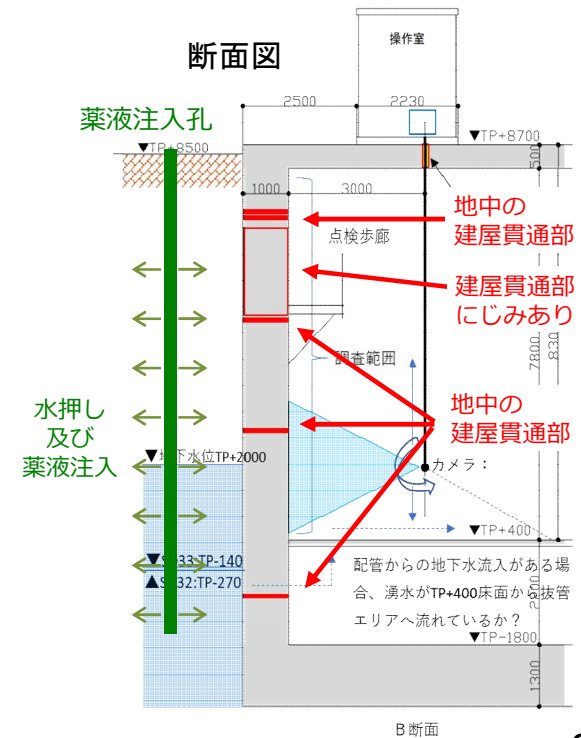 断面図
操作室
2500
2230
薬液注入孔
▼TP+8500
▼TP+8700
500
1000
3000
地中の
建屋貫通部
点検歩廊
建屋貫通部
にじみあり
7800
830
調査範囲
地中の
建屋貫通部
水押し
及び
薬液注入
▼地下水位TP+2000
カメラ：
▼TP+400
33:TP-140
32:TP-270
配管からの地下水流入がある場
合、湧水がTP+400床面から抜管
エリアへ流れているか？
▼TP-1800
1300
B断面